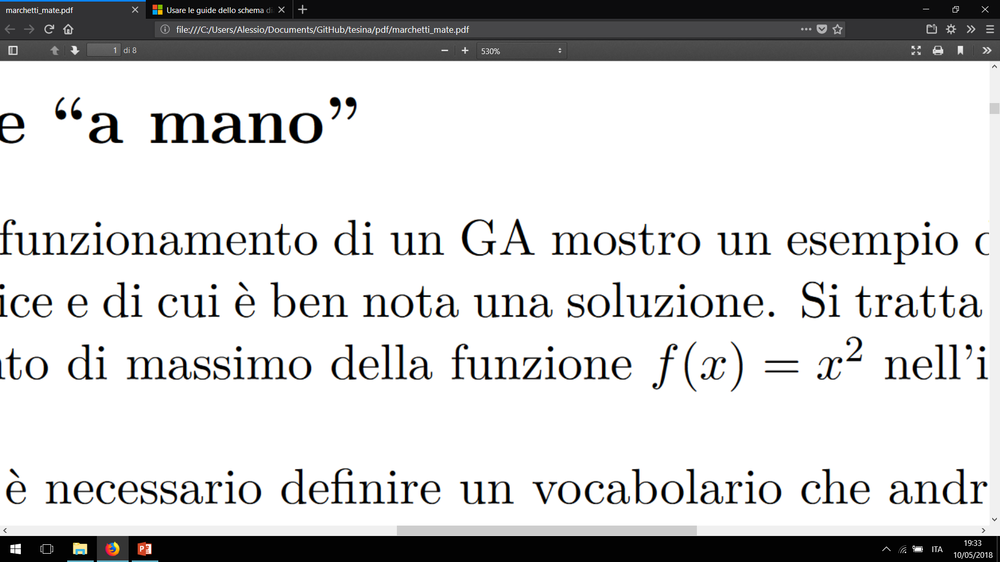 marchetti_mate.pdf
Usare le guide dello schema di
file:///C:/Users/Alessio/Documents/GitHub/tesina/pdf/marchetti_mate.pdf
1 di 8
530%
e “a mano”
funzionamento di un GA mostro un esempio
ice e di cui è ben nota una soluzione. Si tratta
nto di massimo della funzione f(x) = x² nell’i
è necessario definire un vocabolario che andr
ITA
19:33
10/05/2018